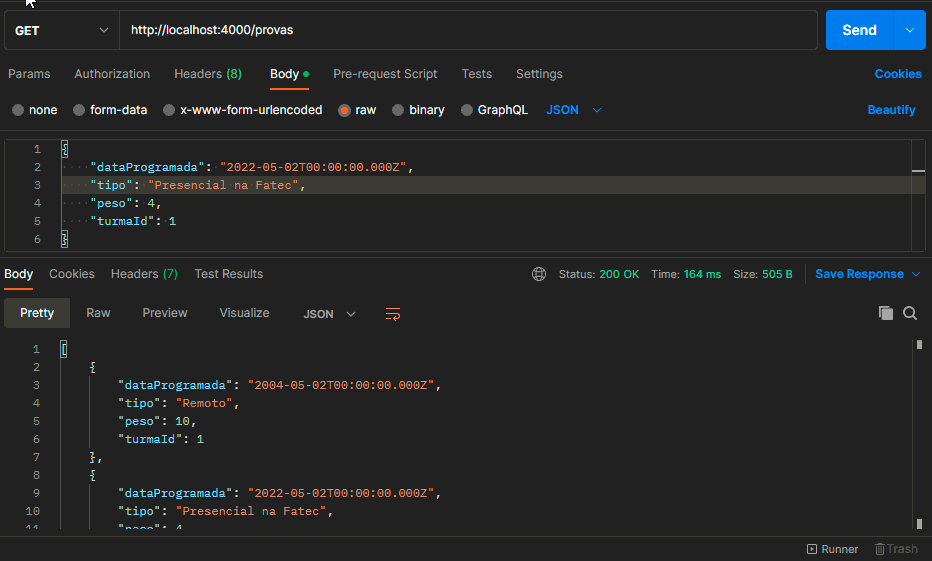 GET http://localhost:4000/provas Send
Params Authorization Headers (8) Body Pre-request Script Tests Settings Cookies
none form-data x-www-form-urlencoded raw binary GraphQL JSON Beautify
1 {
2 "dataProgramada": "2022-05-02T00:00:00.000Z",
3 "tipo": "Presencial na Fatec",
4 "peso": 4,
5 "turmaId": 1
6 }
Body Cookies Headers (7) Test Results Status: 200 OK Time: 164 ms Size: 505 B Save Response
Pretty Raw Preview Visualize JSON
1 [
2 {
3 "dataProgramada": "2004-05-02T00:00:00.000Z",
4 "tipo": "Remoto",
5 "peso": 10,
6 "turmaId": 1
7 },
8 {
9 "dataProgramada": "2022-05-02T00:00:00.000Z",
10 "tipo": "Presencial na Fatec",
11 "peso": 4
Runner Trash